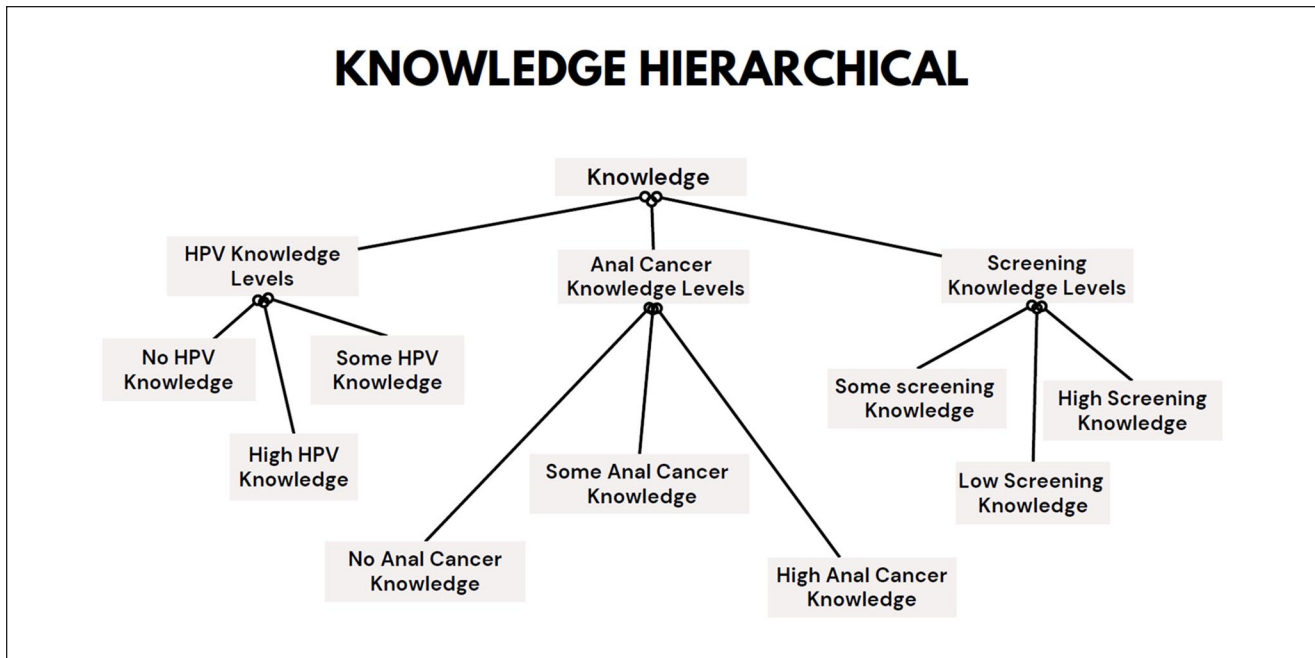 KNOWLEDGE HIERARCHICAL
Knowledge
HPV Knowledge
Levels
Anal Cancer
Knowledge Levels
Screening
Knowledge Levels
No HPV
Knowledge
Some HPV
Knowledge
High HPV
Knowledge
Some Anal Cancer
Knowledge
No Anal Cancer
Knowledge
High Anal Cancer
Knowledge
Some screening
Knowledge
High Screening
Knowledge
Low Screening
Knowledge